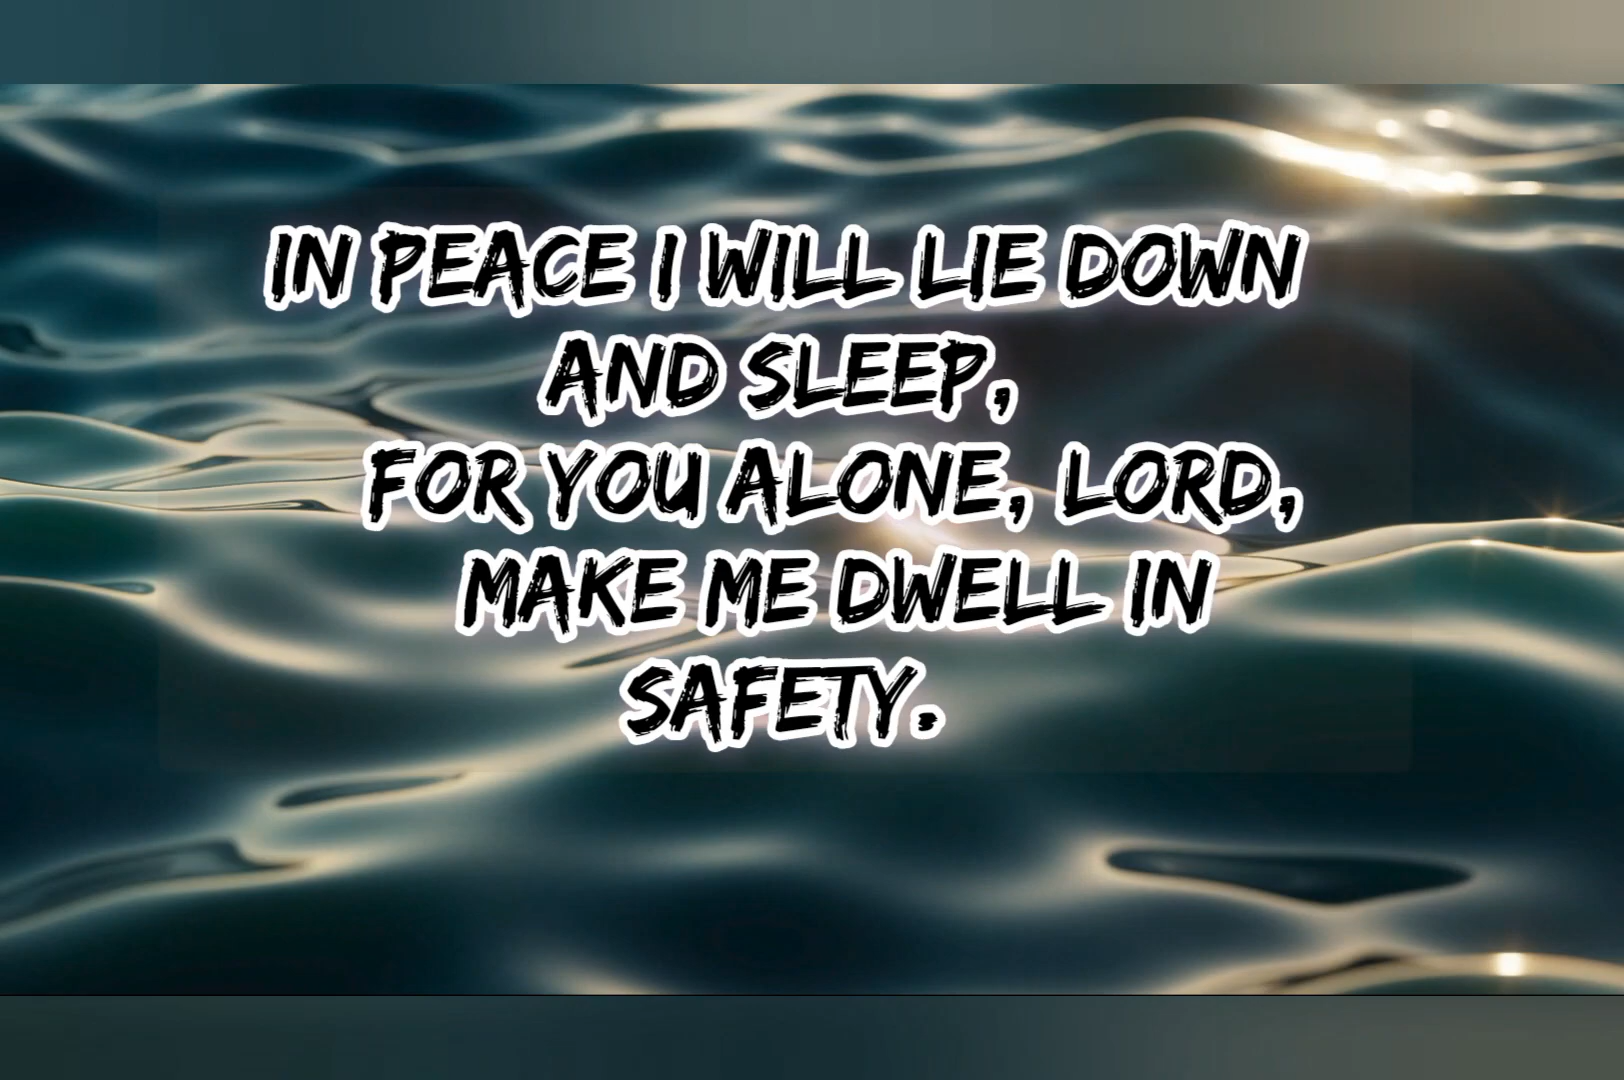 IN PEACE I WILL LIE DOWN
AND SLEEP,
FOR YOU ALONE, LORD,
MAKE ME DWELL IN
SAFETY.